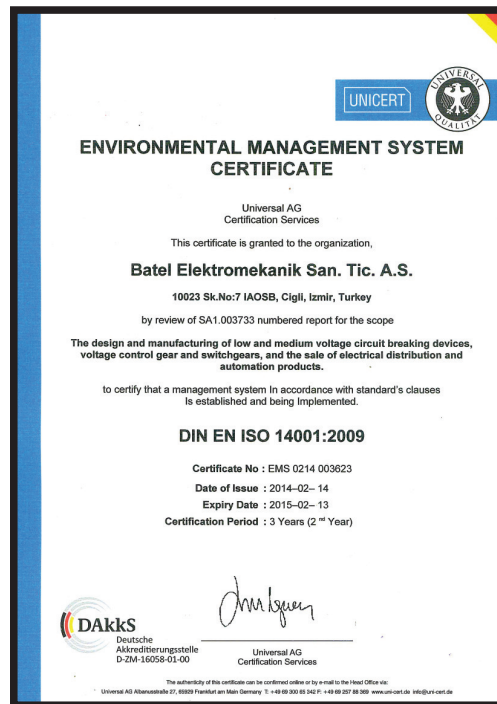 UNICERT
UNIVERSAL
QUALITÄT
ENVIRONMENTAL MANAGEMENT SYSTEM
CERTIFICATE
Universal AG
Certification Services
This certificate is granted to the organization,
Batel Elektromekanik San. Tic. A.S.
10023 Sk.No:7 IAOSB, Cigli, Izmir, Turkey
by review of SA1.003733 numbered report for the scope
The design and manufacturing of low and medium voltage circuit breaking devices,
voltage control gear and switchgears, and the sale of electrical distribution and
automation products.
to certify that a management system In accordance with standard's clauses
Is established and being Implemented.
DIN EN ISO 14001:2009
Certificate No : EMS 0214 003623
Date of Issue : 2014–02– 14
Expiry Date : 2015–02– 13
Certification Period : 3 Years (2 nd Year)
DAkkS
Deutsche
Akkreditierungsstelle
D-ZM-16058-01-00
Universal AG
Certification Services
The authenticity of this certificate can be confirmed online or by e-mail to the Head Office via:
Universal AG Albanusstraße 27, 65929 Frankfurt am Main Germany T: +49 69 300 65 342 F: +49 69 257 88 369 www.uni-cert.de info@uni-cert.de